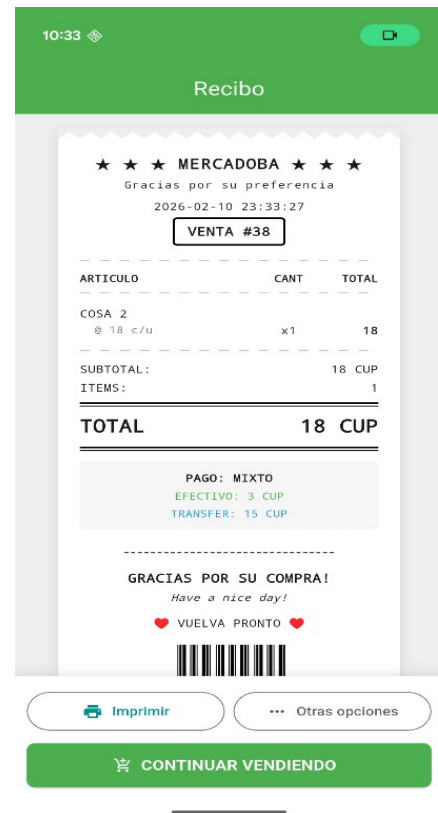 10:33
Recibo
★ ★ ★ MERCADOBA ★ ★ ★
Gracias por su preferencia
2026-02-10 23:33:27
VENTA #38
ARTICULO CANT TOTAL
COSA 2
@ 18 c/u x1 18
SUBTOTAL: 18 CUP
ITEMS: 1
TOTAL 18 CUP
PAGO: MIXTO
EFECTIVO: 3 CUP
TRANSFER: 15 CUP
GRACIAS POR SU COMPRA!
Have a nice day!
❤ VUELVA PRONTO ❤
Imprimir ··· Otras opciones
CONTINUAR VENDIENDO